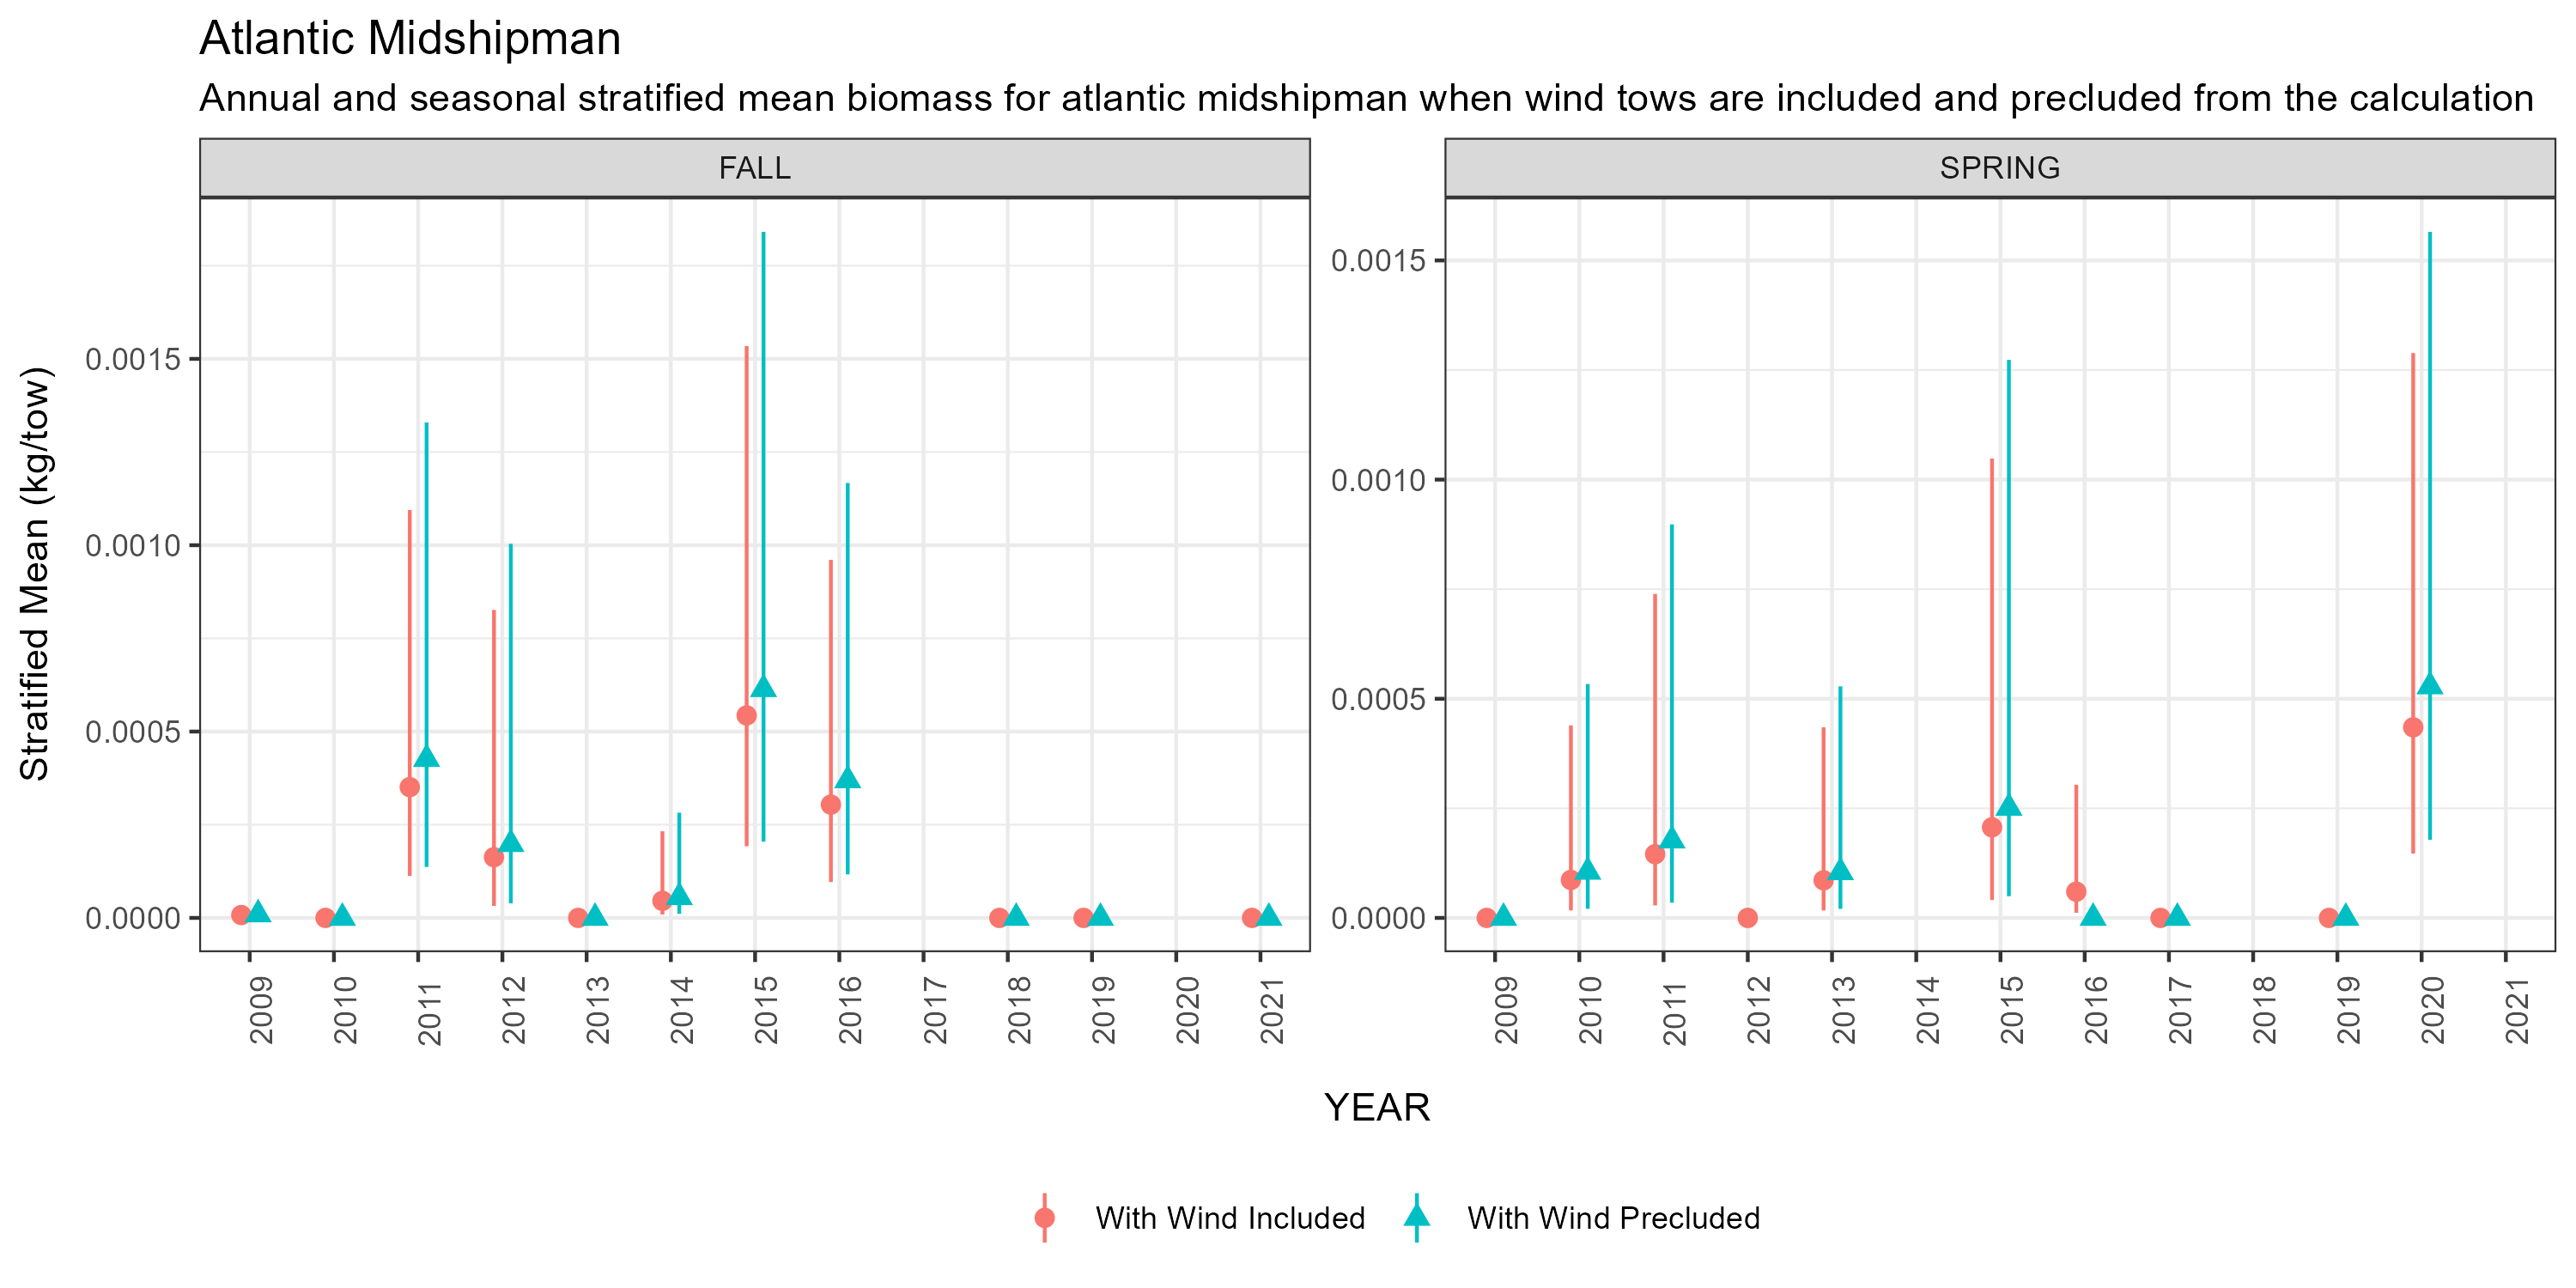 Atlantic Midshipman
Annual and seasonal stratified mean biomass for atlantic midshipman when wind tows are included and precluded from the calculation
FALL
SPRING
Stratified Mean (kg/tow)
0.0015
0.0010
0.0005
0.0000
0.0015
0.0010
0.0005
0.0000
2009 2010 2011 2012 2013 2014 2015 2016 2017 2018 2019 2020 2021
2009 2010 2011 2012 2013 2014 2015 2016 2017 2018 2019 2020 2021
YEAR
With Wind Included With Wind Precluded